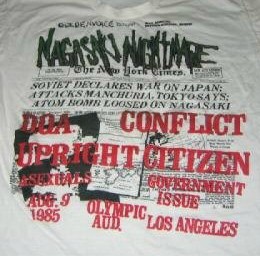 GOLDENVOICE
NAGASAKI NIGHTMARE
The New York Times.
SOVIET DECLARES WAR ON JAPAN;
ATTACKS MANCHURIA, TOKYO SAYS;
ATOM BOMB LOOSED ON NAGASAKI
DOA CONFLICT
UPRIGHT CITIZEN
ASEXUALS GOVERNMENT
AUG. 9 ISSUE
1985 OLYMPIC
AUD. LOS ANGELES